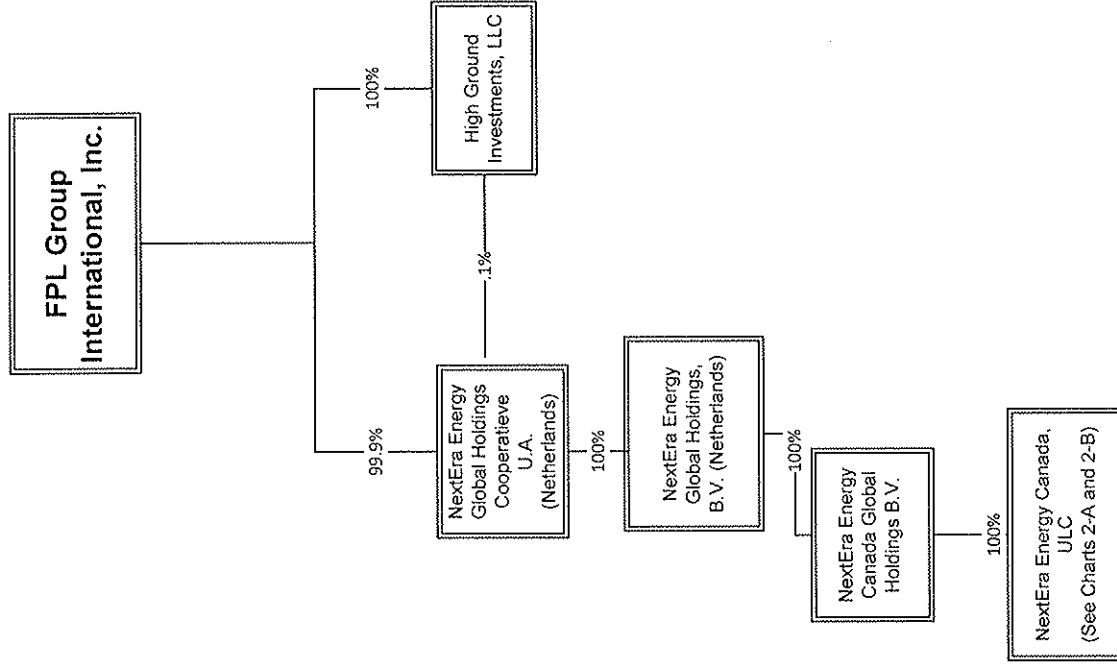 FPL Group
International, Inc.
99.9%
100%
NextEra Energy
Global Holdings
Cooperatieve
U.A.
(Netherlands)
.1%
High Ground
Investments, LLC
100%
NextEra Energy
Global Holdings,
B.V. (Netherlands)
100%
NextEra Energy
Canada Global
Holdings B.V.
100%
NextEra Energy Canada,
ULC
(See Charts 2-A and 2-B)